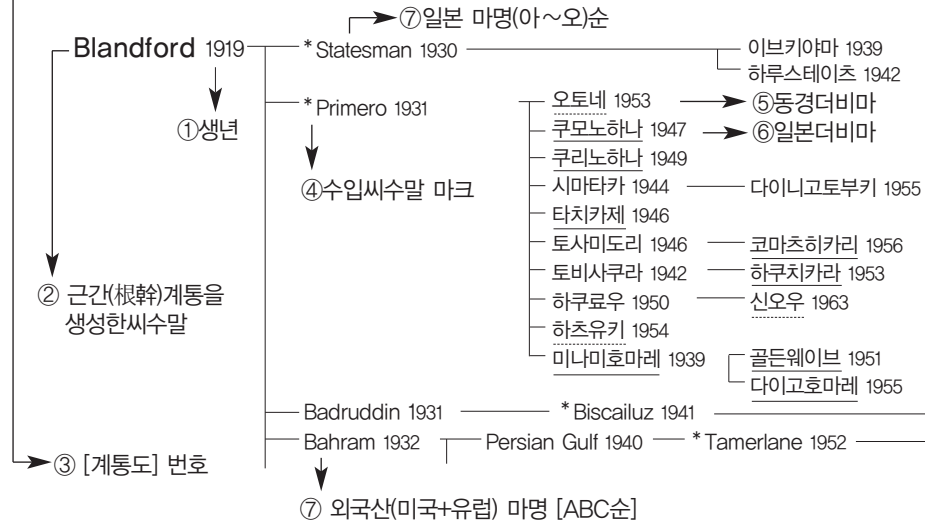 ⑦일본 마명(아~오)순
Blandford 1919
*Statesman 1930
이브키야마 1939
하루스테이츠 1942
①생년
*Primero 1931
④수입씨수말 마크
오토네 1953
⑤동경더비마
쿠모노하나 1947
⑥일본더비마
쿠리노하나 1949
시마타카 1944
다이니고토부키 1955
타치카제 1946
토사미도리 1946
코마츠히카리 1956
토비사쿠라 1942
하쿠치카라 1953
하쿠료우 1950
신오우 1963
하츠유키 1954
미나미호마레 1939
골든웨이브 1951
다이고호마레 1955
② 근간(根幹)계통을
생성한씨수말
Badruddin 1931
*Biscailuz 1941
Bahram 1932
Persian Gulf 1940
*Tamerlane 1952
③ [계통도] 번호
⑦ 외국산(미국+유럽) 마명 [ABC순]